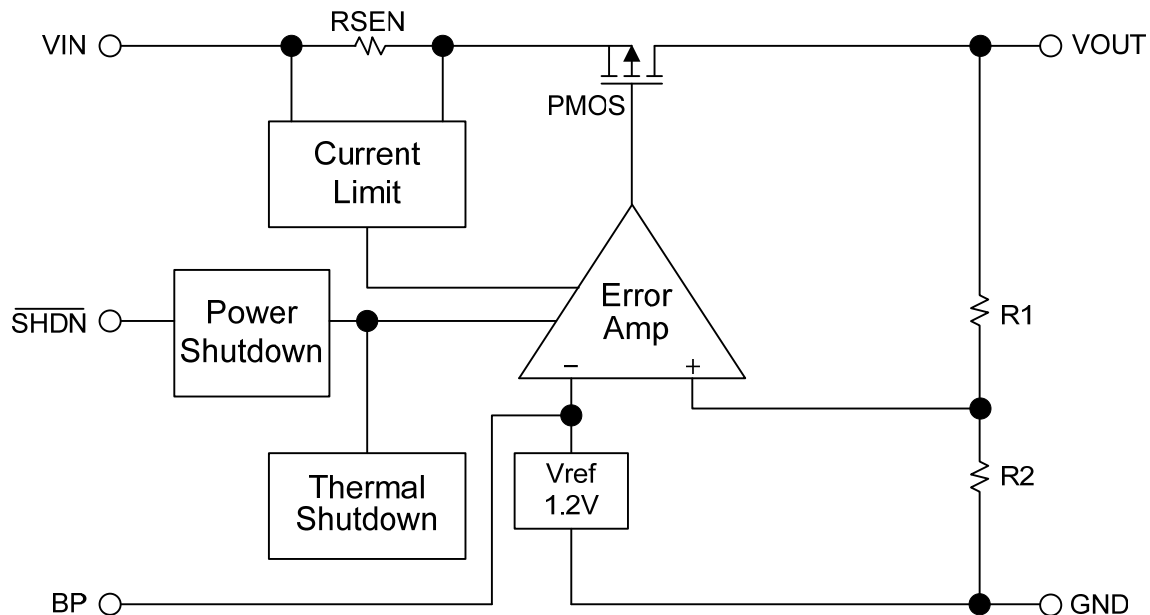 RSEN
VIN
VOUT
PMOS
Current
Limit
Error
Amp
Power
Shutdown
SHDN
R1
− +
Thermal
Shutdown
Vref
1.2V
R2
BP
GND